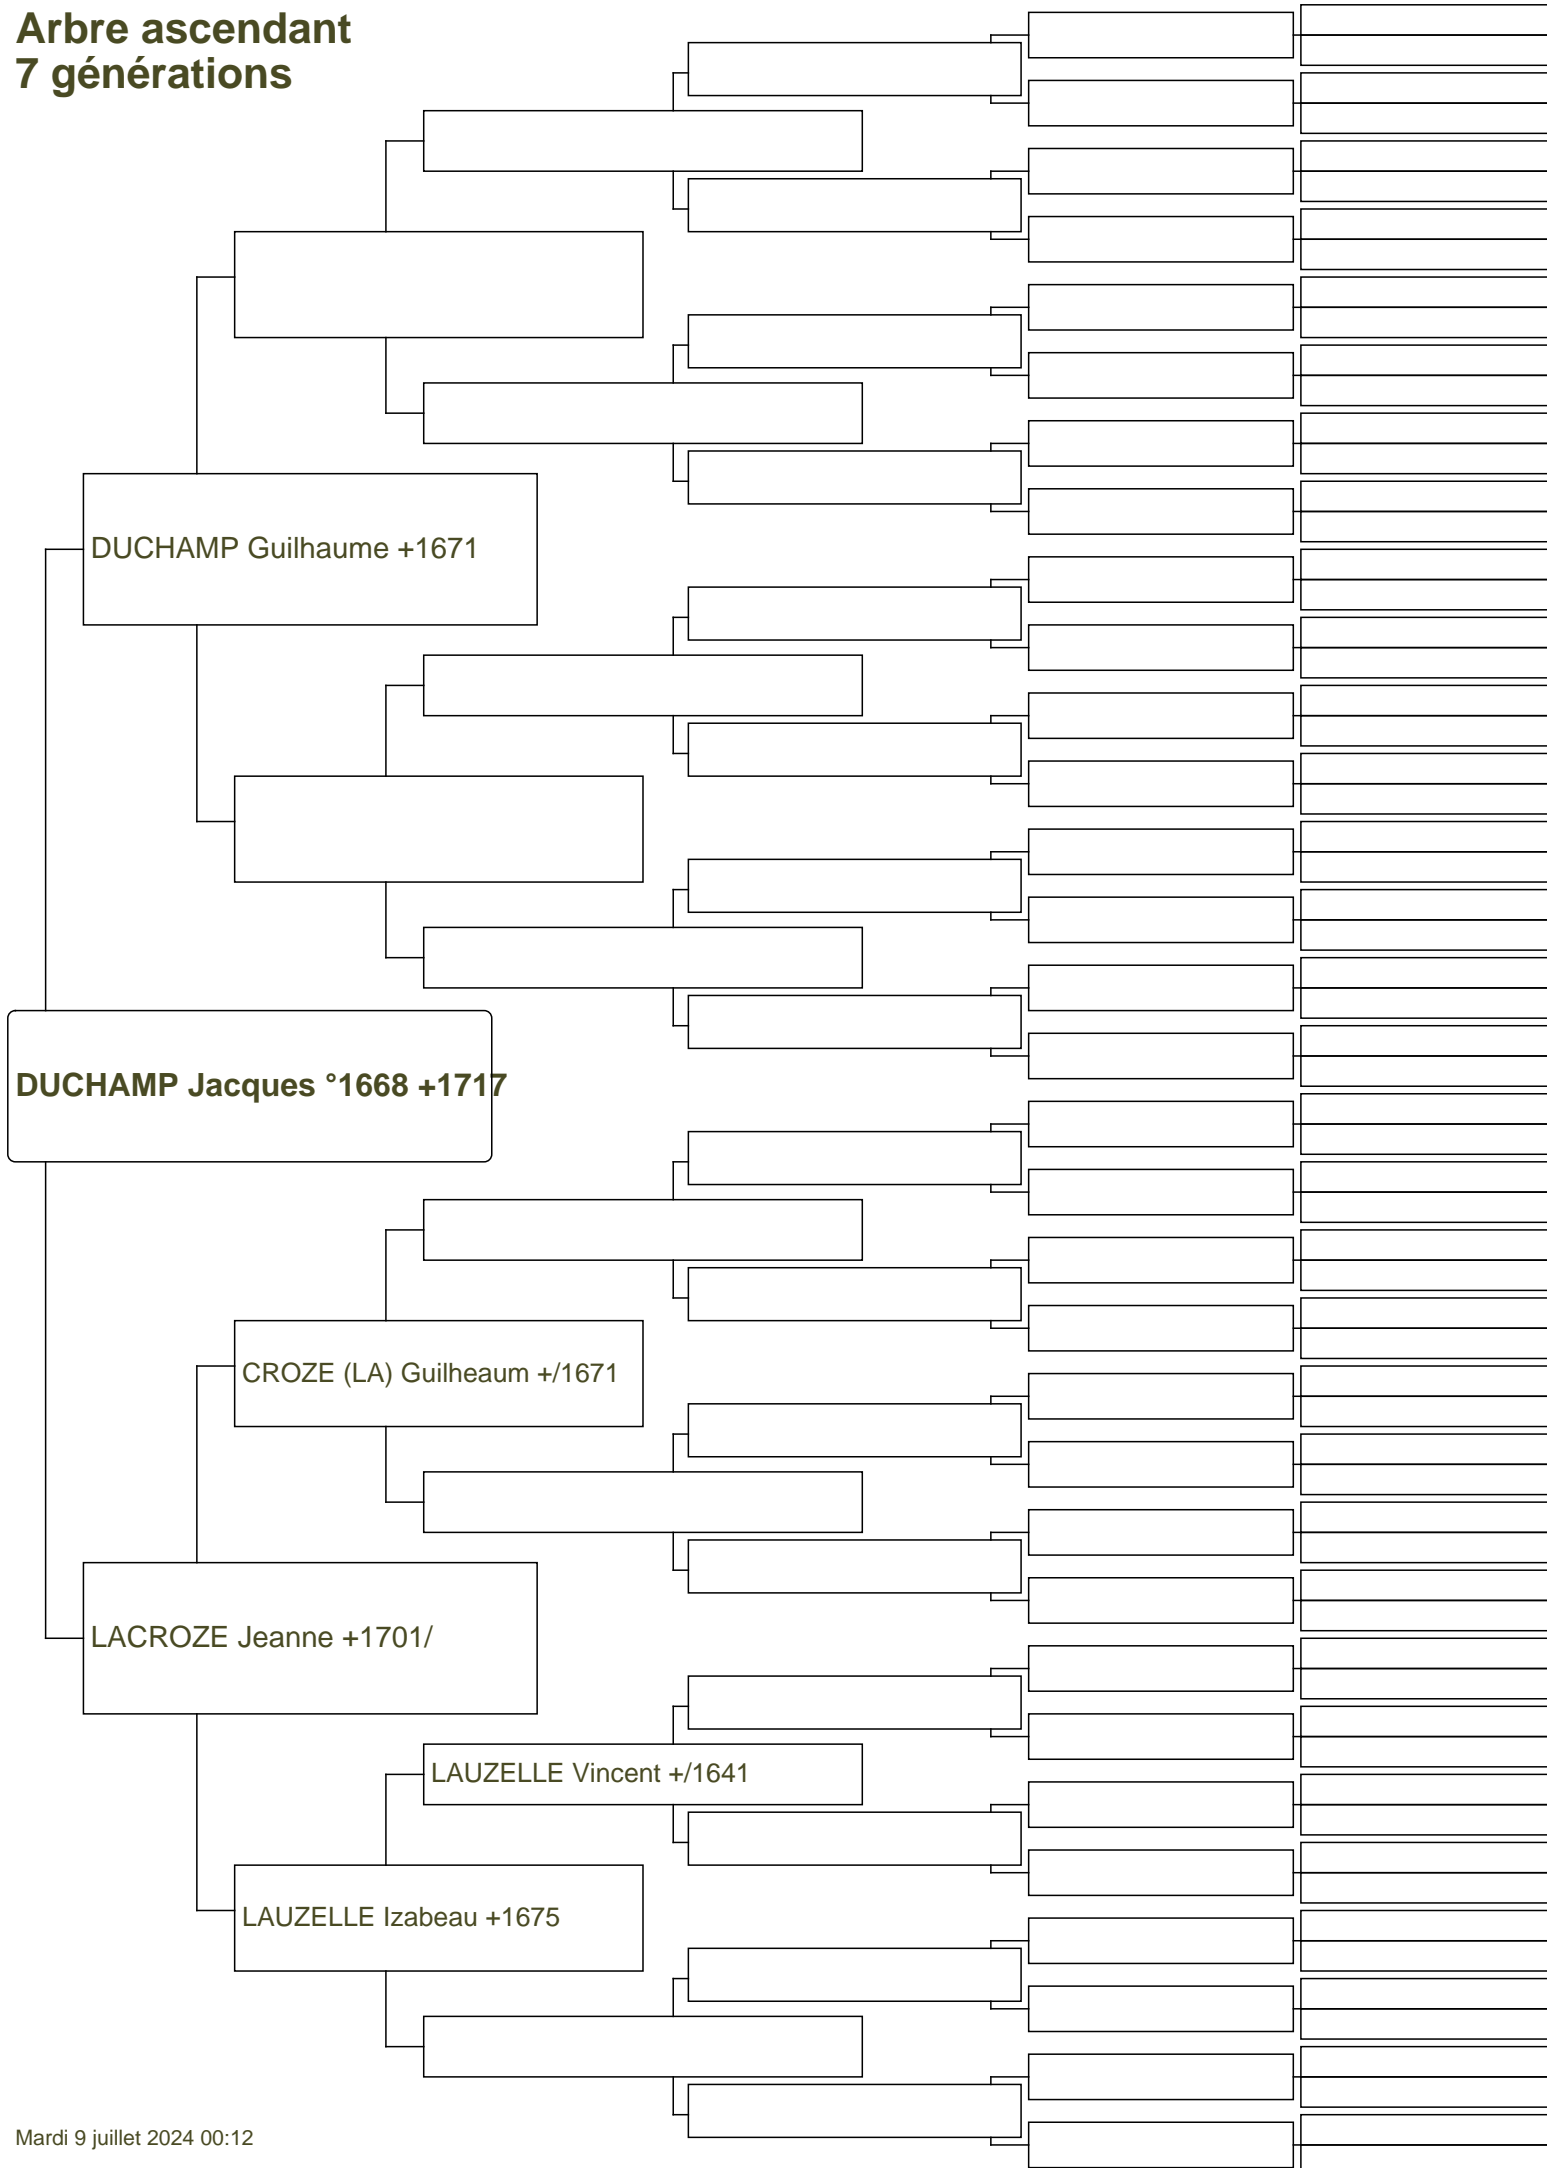 Arbre ascendant
7 générations
DUCHAMP Guilhaume +1671
DUCHAMP Jacques °1668 +1717
CROZE (LA) Guilheaum +/1671
LACROZE Jeanne +1701/
LAUZELLE Vincent +/1641
LAUZELLE Izabeau +1675
Mardi 9 juillet 2024 00:12